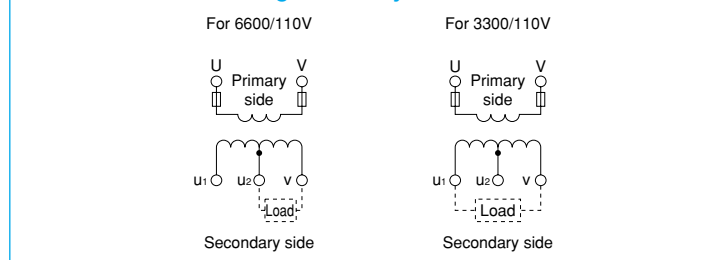 For 6600/110V
U V
Primary
side
u1 u2 v
Load
Secondary side
For 3300/110V
U V
Primary
side
u1 u2 v
Load
Secondary side